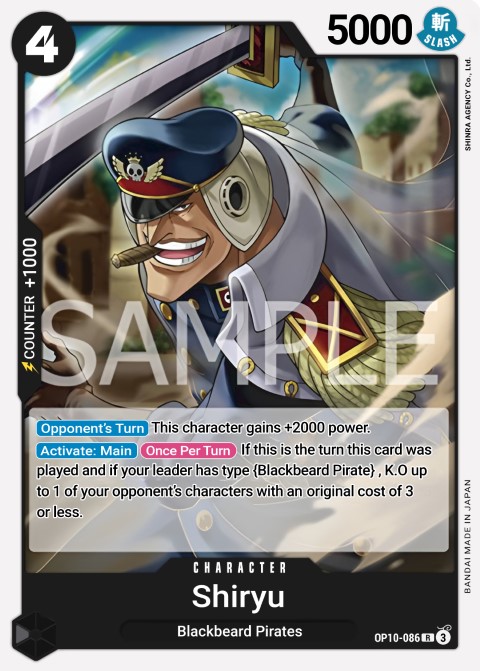 4
5000
斬
SLASH
SHINRA AGENCY Co., Ltd.
COUNTER +1000
SAMPLE
Opponent's Turn This character gains +2000 power.
Activate: Main Once Per Turn If this is the turn this card was
played and if your leader has type {Blackbeard Pirate} , K.O up
to 1 of your opponent's characters with an original cost of 3
or less.
BANDAI MADE IN JAPAN
CHARACTER
Shiryu
Blackbeard Pirates
OP10-086 R 3